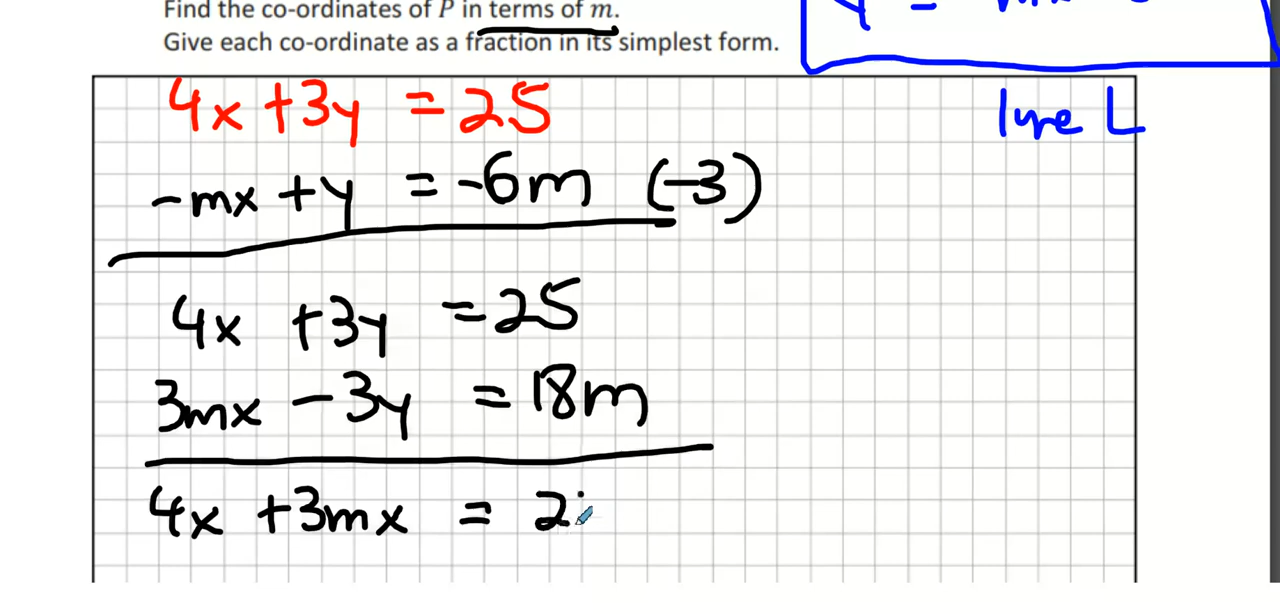 Find the co-ordinates of P in terms of m.
Give each co-ordinate as a fraction in its simplest form.
4x +3y = 25
line L
-mx + y = -6m (-3)
4x +3y = 25
3mx - 3y = 18m
4x +3mx = 2